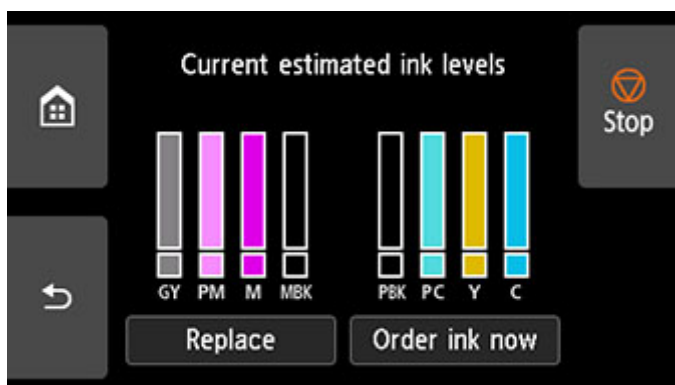 Current estimated ink levels
Stop
GY PM M MBK PBK PC Y C
Replace Order ink now